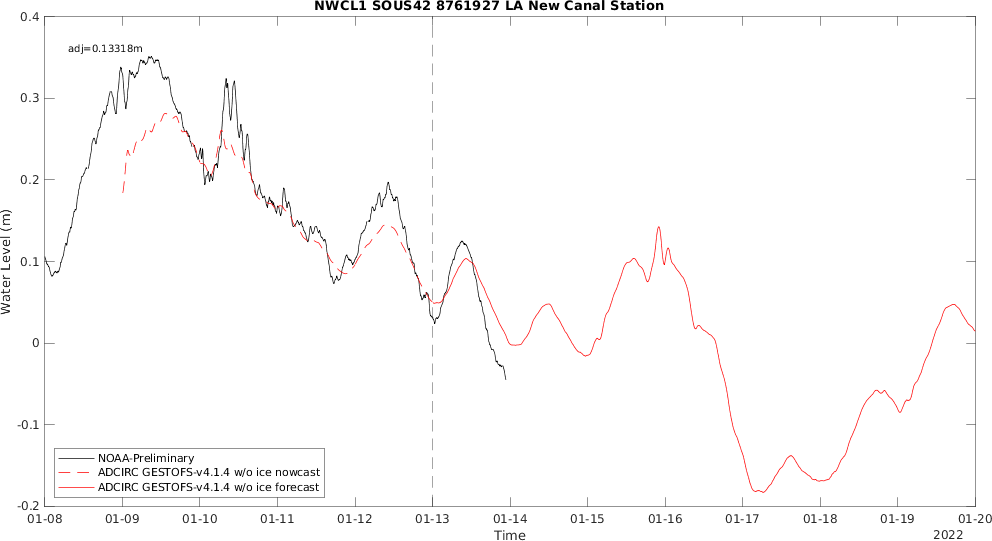 NWCL1 SOUS42 8761927 LA New Canal Station
adj=0.13318m
0.4
0.3
0.2
0.1
0
-0.1
-0.2
Water Level (m)
NOAA-Preliminary
ADCIRC GESTOFS-v4.1.4 w/o ice nowcast
ADCIRC GESTOFS-v4.1.4 w/o ice forecast
01-08 01-09 01-10 01-11 01-12 01-13 01-14 01-15 01-16 01-17 01-18 01-19 01-20
Time
2022